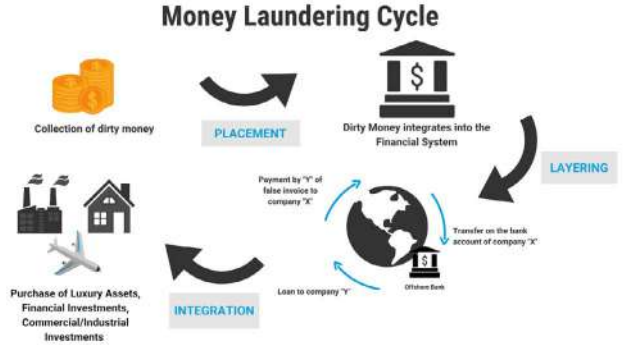 Money Laundering Cycle
Collection of dirty money
PLACEMENT
$
Dirty Money integrates into the
Financial System
LAYERING
Payment by "Y" of
false invoice to
company "X"
Transfer on the bank
account of company "X"
$
Offshore Bank
Loan to company "Y"
INTEGRATION
Purchase of Luxury Assets,
Financial Investments,
Commercial/Industrial
Investments